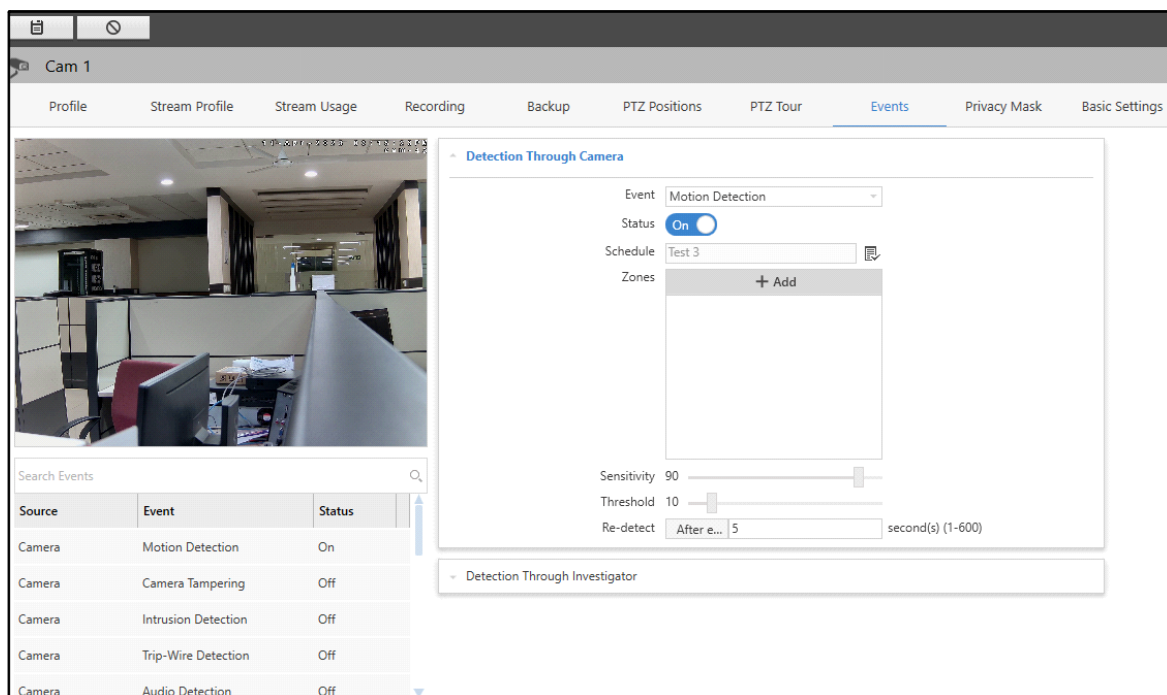 Cam 1
Profile Stream Profile Stream Usage Recording Backup PTZ Positions PTZ Tour Events Privacy Mask Basic Settings
Detection Through Camera
Event Motion Detection
Status On
Schedule Test 3
Zones + Add
Sensitivity 90
Threshold 10
Re-detect After e... 5 second(s) (1-600)
Detection Through Investigator
Search Events
Source Event Status
Camera Motion Detection On
Camera Camera Tampering Off
Camera Intrusion Detection Off
Camera Trip-Wire Detection Off
Camera Audio Detection Off